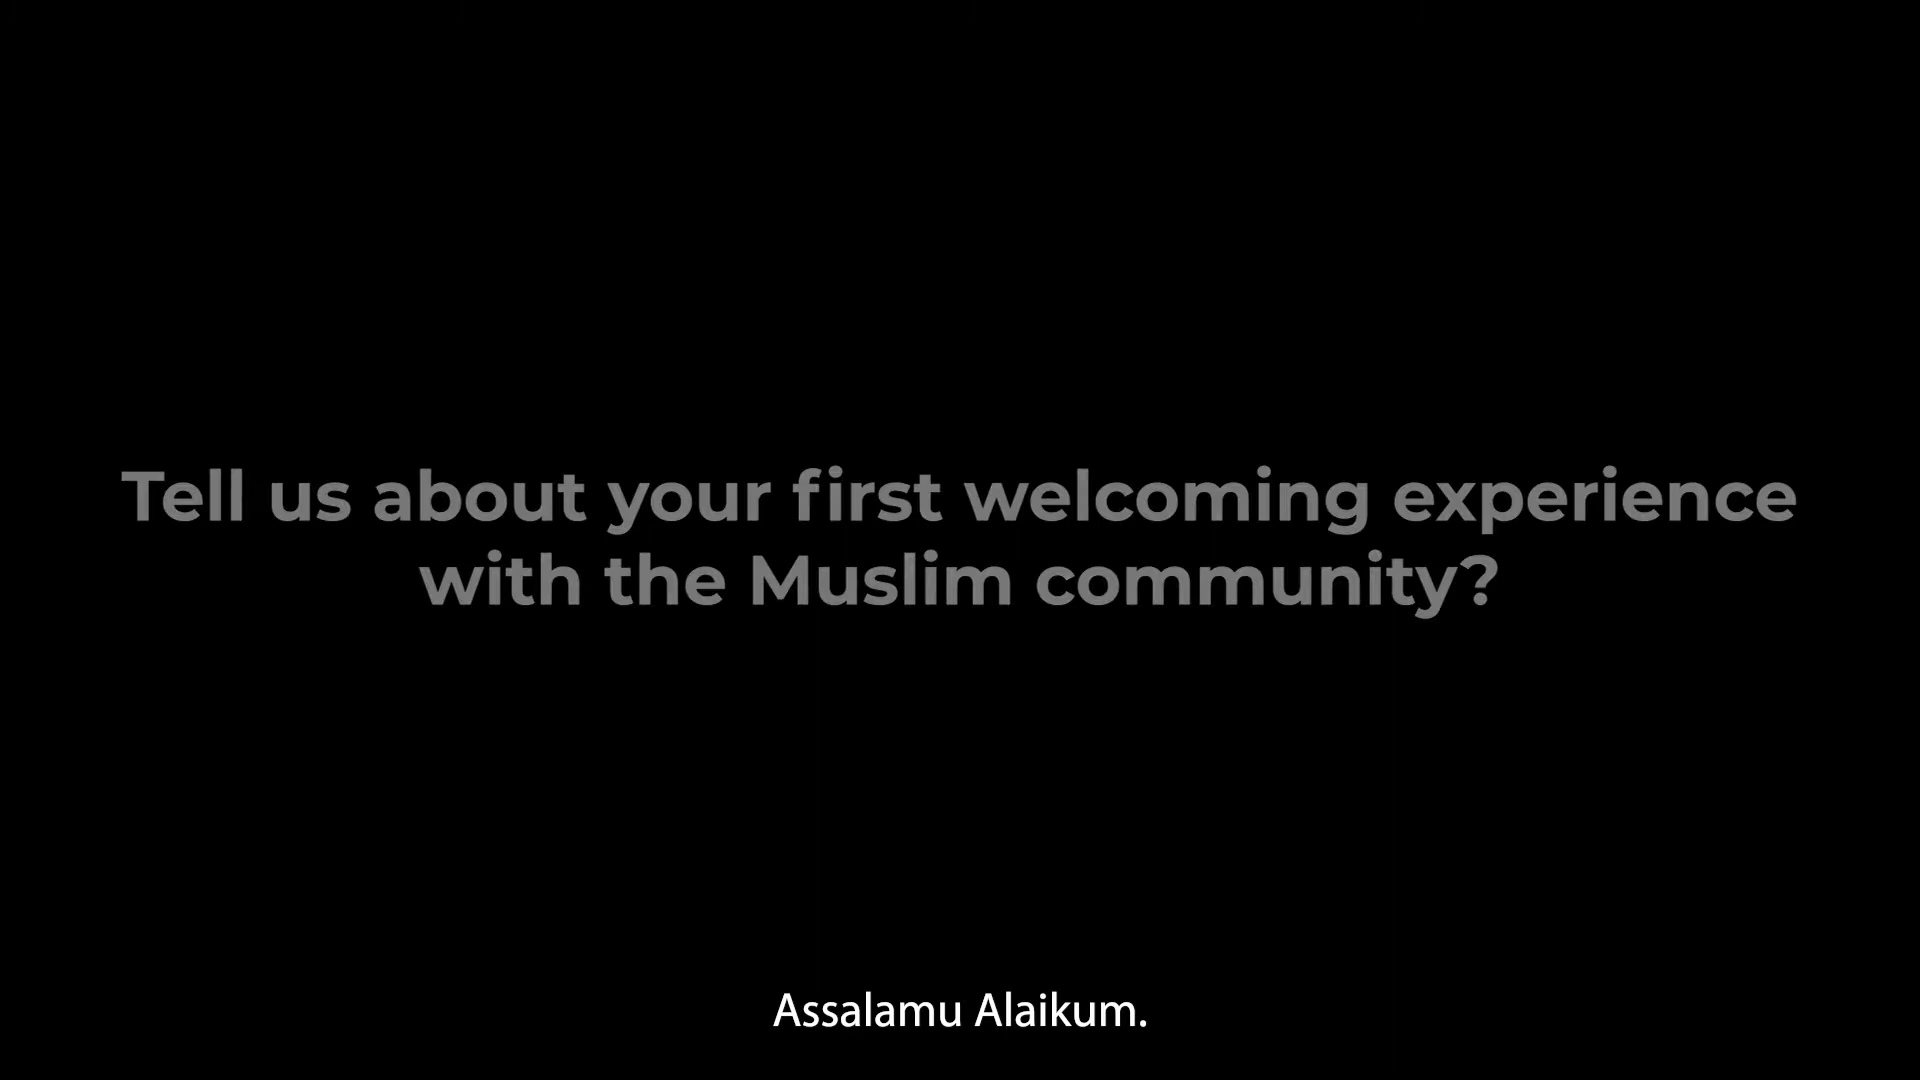 Tell us about your first welcoming experience
with the Muslim community?
Assalamu Alaikum.